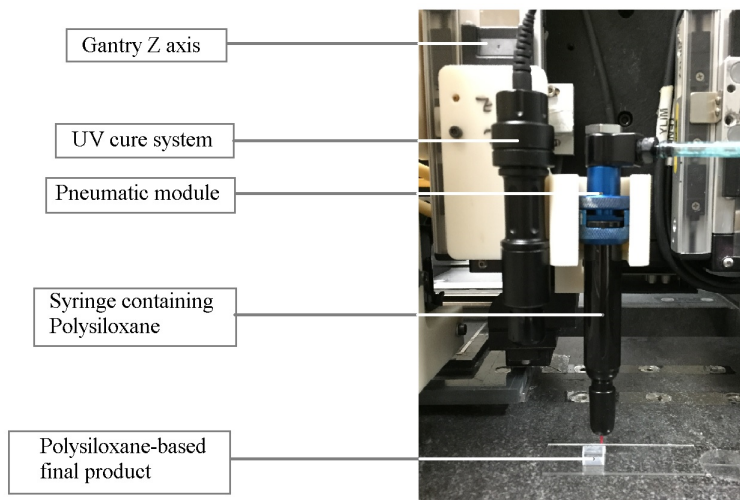 Gantry Z axis
UV cure system
Pneumatic module
Syringe containing
Polysiloxane
Polysiloxane-based
final product